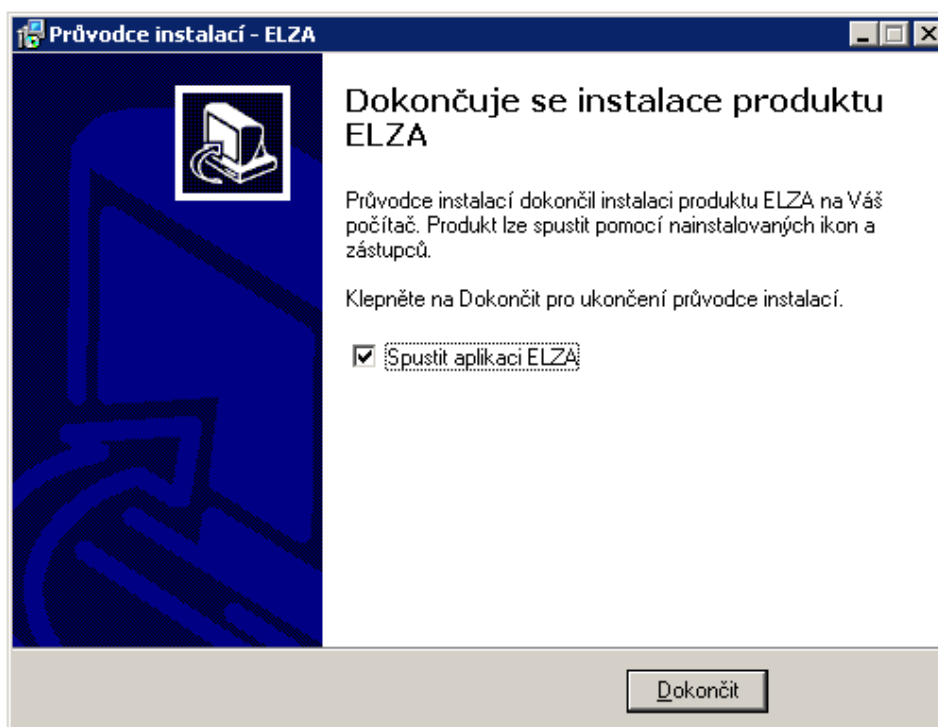 Průvodce instalací - ELZA
Dokončuje se instalace produktu
ELZA
Průvodce instalací dokončil instalaci produktu ELZA na Váš
počítač. Produkt lze spustit pomocí nainstalovaných ikon a
zástupců.
Klepněte na Dokončit pro ukončení průvodce instalací.
Spustit aplikaci ELZA
Dokončit